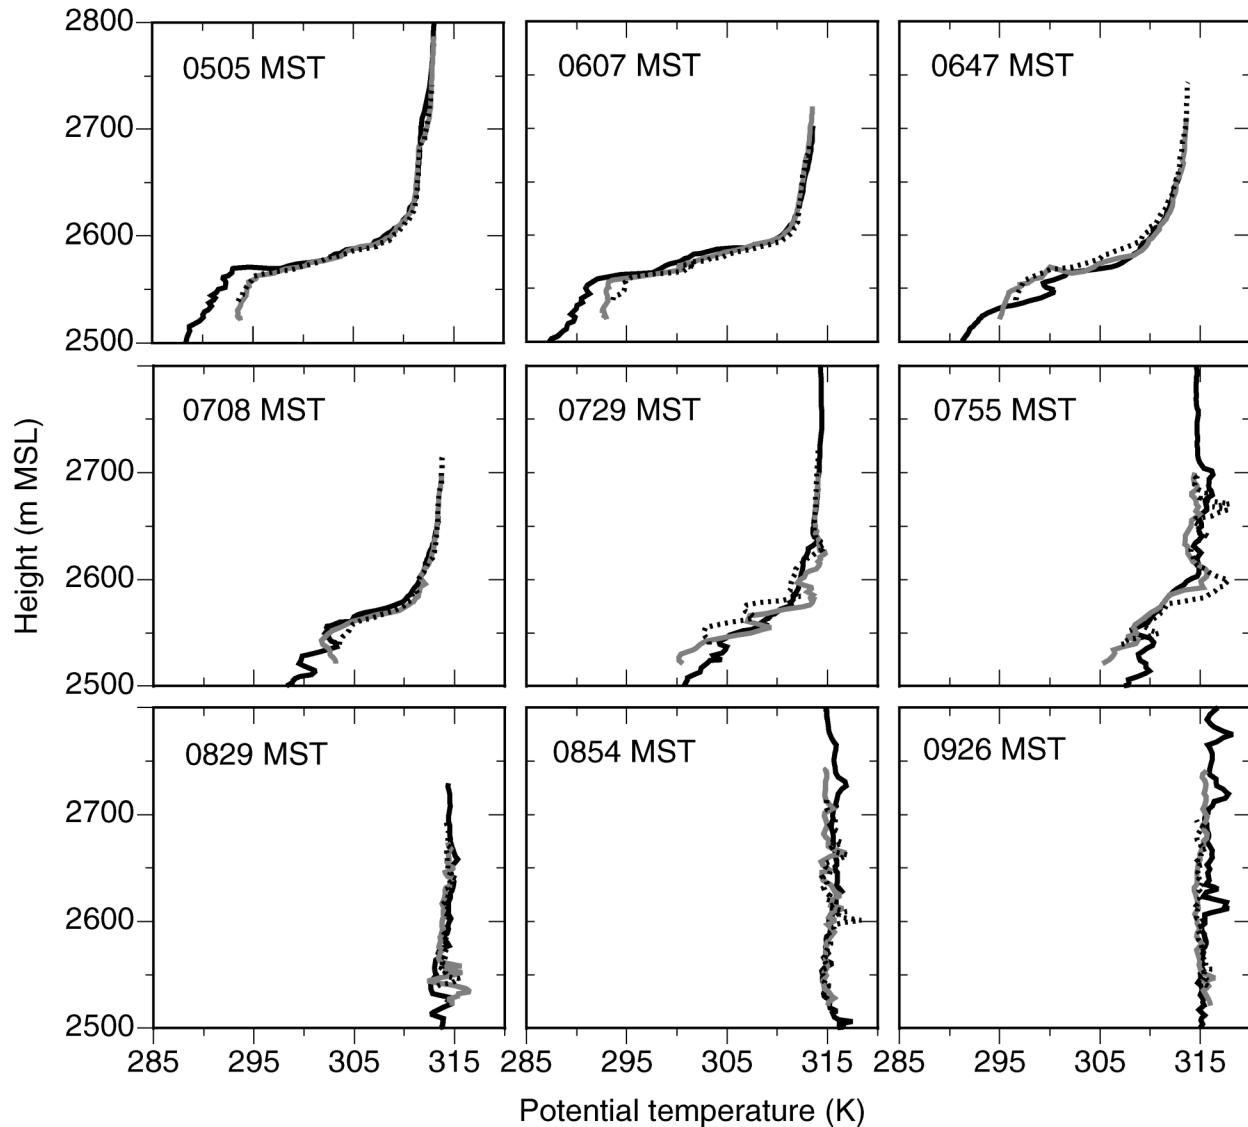 2800
0505 MST
0607 MST
0647 MST
2700
2600
2500
0708 MST
0729 MST
0755 MST
2700
2600
2500
0829 MST
0854 MST
0926 MST
2700
2600
2500
285 295 305 315 285 295 305 315 285 295 305 315
Height (m MSL)
Potential temperature (K)